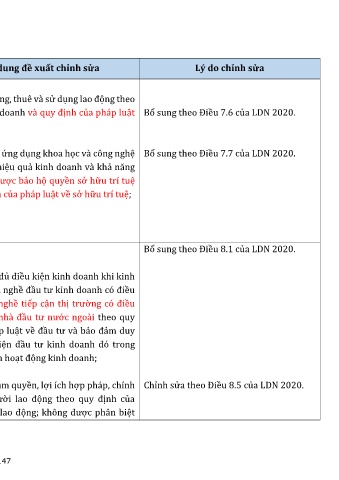 dung đề xuất chỉnh sửa Lý do chỉnh sửa
ng, thuê và sử dụng lao động theo
doanh và quy định của pháp luật Bổ sung theo Điều 7.6 của LDN 2020.
ứng dụng khoa học và công nghệ Bổ sung theo Điều 7.7 của LDN 2020.
hiệu quả kinh doanh và khả năng
được bảo hộ quyền sở hữu trí tuệ
của pháp luật về sở hữu trí tuệ;
Bổ sung theo Điều 8.1 của LDN 2020.
đủ điều kiện kinh doanh khi kinh
nghề đầu tư kinh doanh có điều
nghề tiếp cận thị trường có điều
nhà đầu tư nước ngoài theo quy
p luật về đầu tư và bảo đảm duy
iện đầu tư kinh doanh đó trong
hoạt động kinh doanh;
m quyền, lợi ích hợp pháp, chính Chỉnh sửa theo Điều 8.5 của LDN 2020.
ười lao động theo quy định của
lao động; không được phân biệt
47